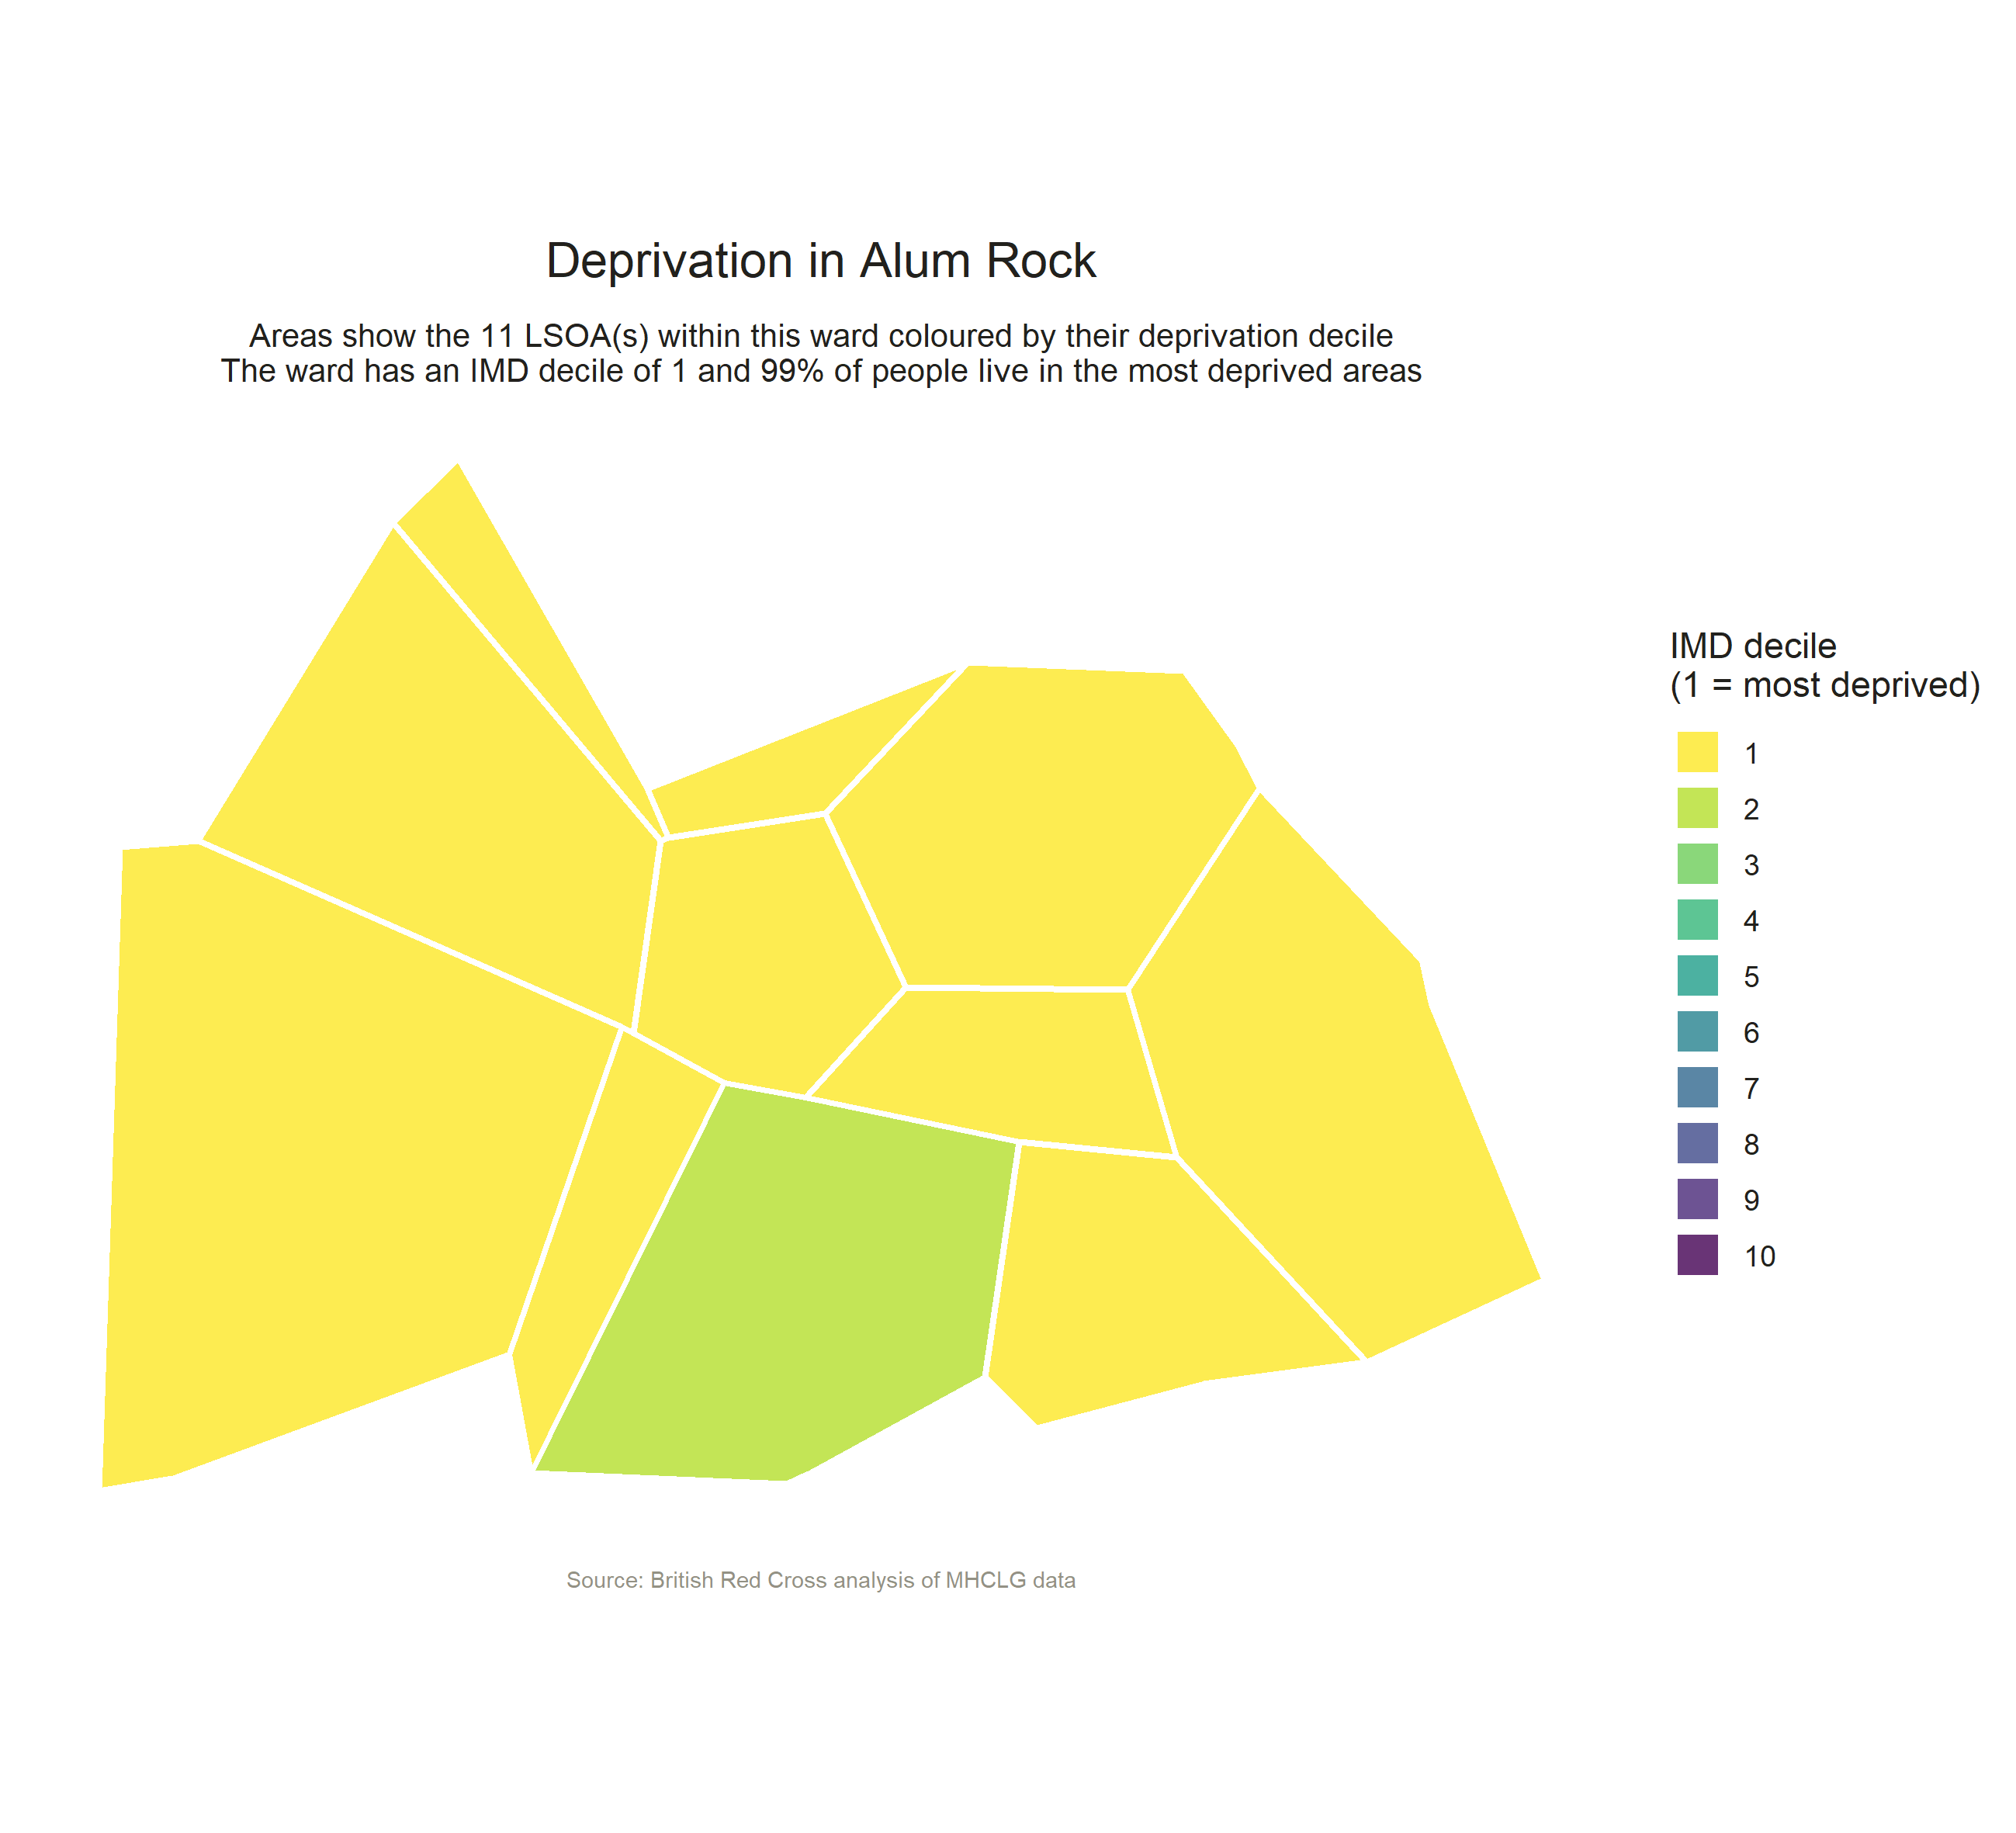 Deprivation in Alum Rock
Areas show the 11 LSOA(s) within this ward coloured by their deprivation decile
The ward has an IMD decile of 1 and 99% of people live in the most deprived areas
IMD decile
(1 = most deprived)
1
2
3
4
5
6
7
8
9
10
Source: British Red Cross analysis of MHCLG data